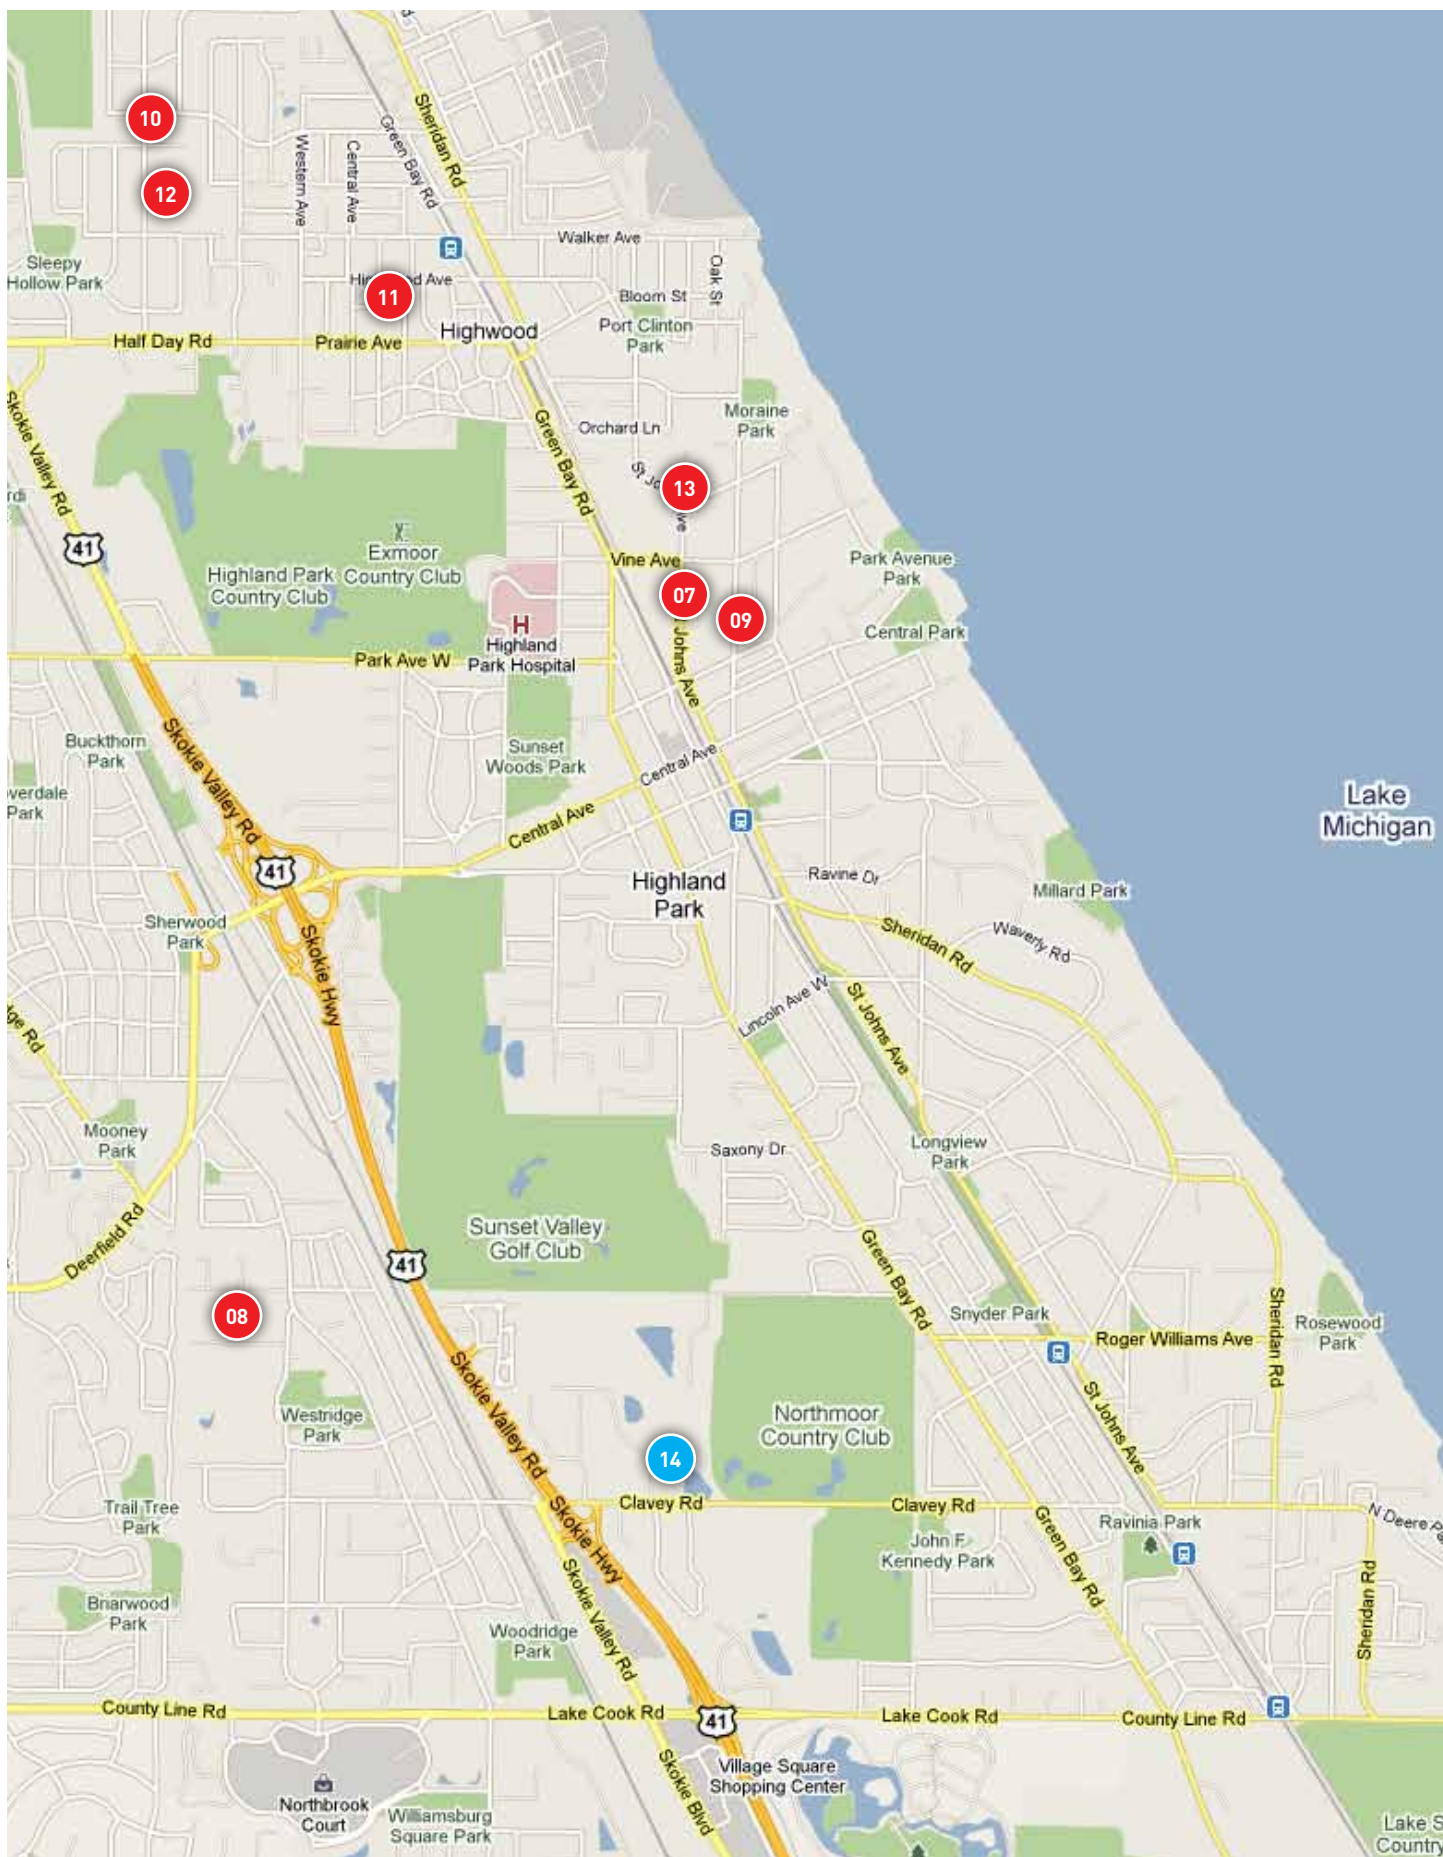 Sheridan Rd
10
Green Bay Rd
Western Ave
Central Ave
12
Walker Ave
Sleepy
Hollow Park
Oak St
11
Bloom St
Port Clinton
Park
Half Day Rd
Prairie Ave
Highwood
Skokie Valley Rd
Moraine
Park
Orchard Ln
Green Bay Rd
13
41
Exmoor
Country Club
Highland Park
Country Club
Vine Ave
Park Avenue
Park
07
09
H
Highland
Park Hospital
Central Park
Park Ave W
St Johns Ave
Skokie Valley Rd
Buckthorn
Park
Sunset
Woods Park
Central Ave
Park
Central Ave
Lake
Michigan
41
Highland
Park
Ravine Dr
Millard Park
Sherwood
Park
Skokie Hwy
Sheridan Rd
Waverly Rd
Lincoln Ave W
St Johns Ave
Mooney
Park
Saxony Dr
Longview
Park
Deerfield Rd
Sunset Valley
Golf Club
41
Green Bay Rd
08
Snyder Park
Roger Williams Ave
Sheridan Rd
Rosewood
Park
Skokie Valley Rd
St Johns Ave
Westridge
Park
Northmoor
Country Club
14
Clavey Rd
Clavey Rd
Trail Tree
Park
Skokie Hwy
Green Bay Rd
Ravinia Park
N Deere
John F
Kennedy Park
Skokie Valley Rd
Sheridan Rd
Briarwood
Park
Woodridge
Park
County Line Rd
Lake Cook Rd
41
Lake Cook Rd
County Line Rd
Skokie Blvd
Village Square
Shopping Center
Northbrook
Court
Williamsburg
Square Park
Lake S
Country